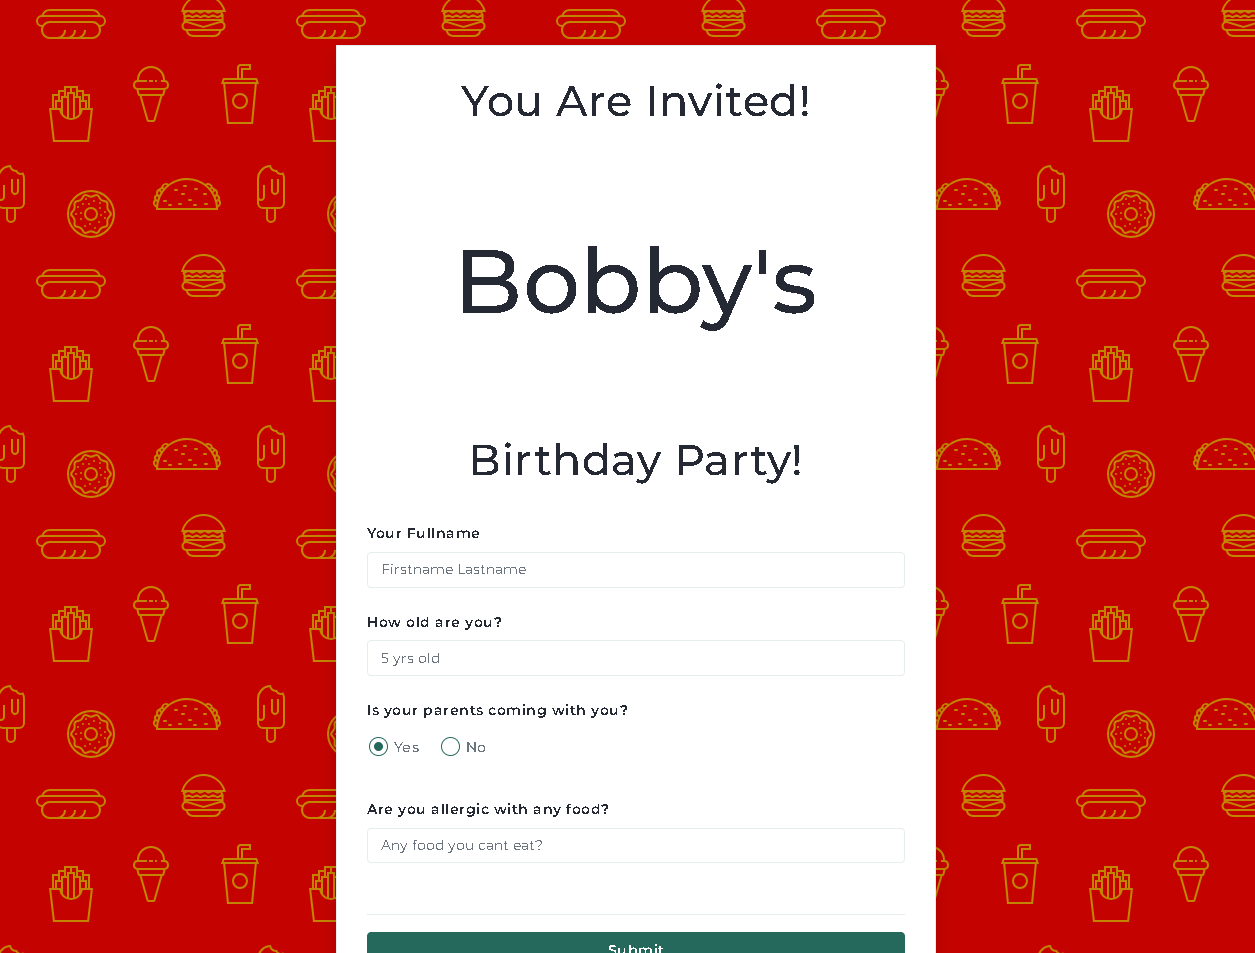 You Are Invited!
Bobby's
Birthday Party!
Your Fullname
Firstname Lastname
How old are you?
5 yrs old
Is your parents coming with you?
Yes No
Are you allergic with any food?
Any food you cant eat?
Submit